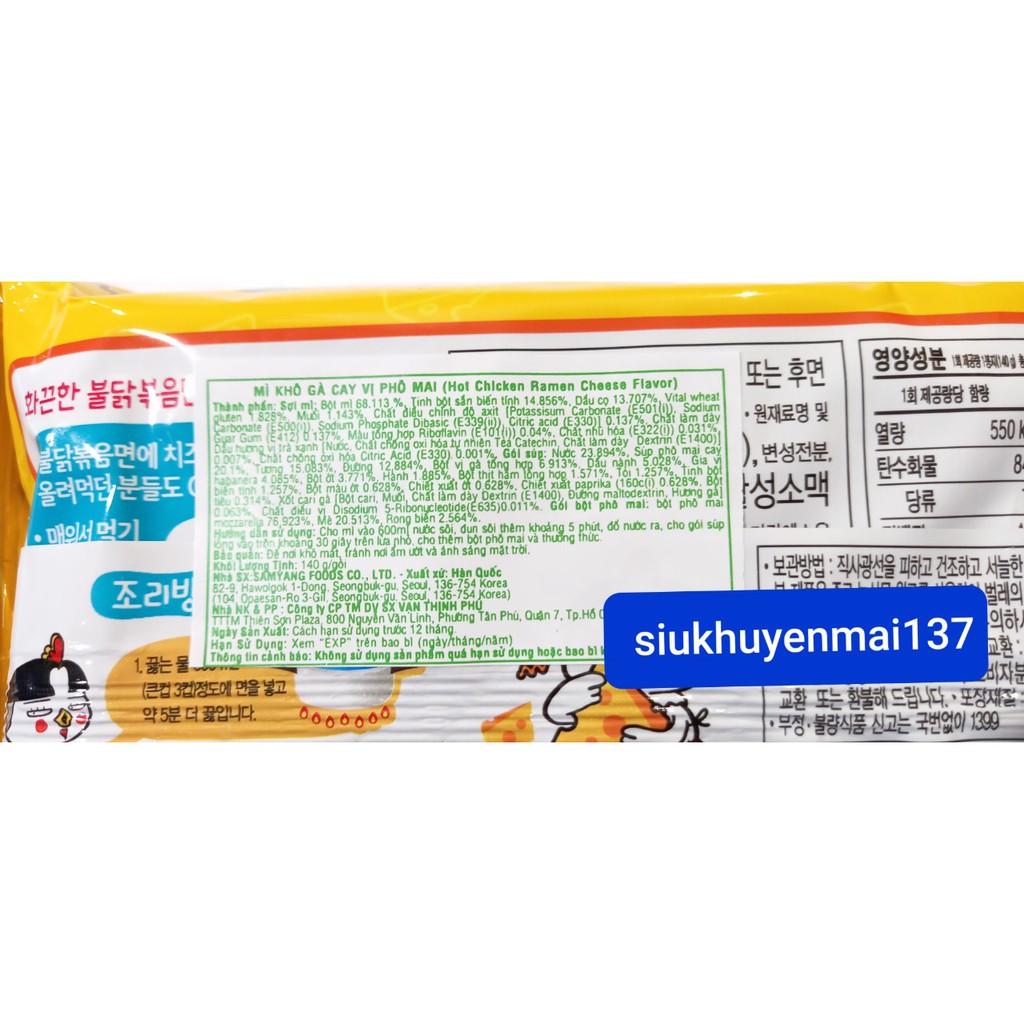 화끈한 불닭볶음면
불닭볶음면에 치즈
올려먹던 분들도
• 매워서 먹기
조리방
1. 끓는 물
(큰컵 3컵)정도에 면을 넣고
약 5분 더 끓입니다.
MÌ KHÔ GÀ CAY VỊ PHÔ MAI (Hot Chicken Ramen Cheese Flavor)
Thành phần: Sợi mì: Bột mì 68.113 %, Tinh bột sắn biến tính 14.856%, Dầu cọ 13.707%, Vital wheat
gluten 1.828%, Muối 1.143%, Chất điều chỉnh độ axit [Potassisum Carbonate (E501(i)), Sodium
Carbonate (E500(i)), Sodium Phosphate Dibasic (E339(ii)), Citric acid (E330)] 0.137%, Chất làm dày
Guar Gum (E412) 0.137%, Màu tổng hợp Riboflavin (E101(i)) 0.04%, Chất nhũ hóa (E322(i)) 0.031%,
Dầu hương vị trà xanh [Nước, Chất chống oxi hóa tự nhiên Tea Catechin, Chất làm dày Dextrin (E1400),
Chất chống oxi hóa Citric Acid (E330) 0.001%. Gói súp: Nước 23.894%, Súp phô mai cay
20.1%, Tương 15.083%, Đường 12.884%, Bột vị gà tổng hợp 6.913%, Dầu nành 5.028%, Gia vị
habanera 4.085%, Bột ớt 3.771%, Hành 1.885%, Bột thịt hầm tổng hợp 1.571%, Tỏi 1.257%, Tinh bột
biến tính 1.257%, Bột màu ớt 0.628%, Chiết xuất ớt 0.628%, Chiết xuất paprika (160c(i) 0.628%, Bột
tiêu 0.314%, Xốt cary gà [Bột cari, Muối, Chất làm dày Dextrin (E1400), Đường maltodextrin, Hương gà]
0.063%, Chất điều vị Disodium 5-Ribonycleotide(E635)0.011%. Gói bột phô mai: bột phô mai
mozzarella 76,923%, Mè 20.513%, Rong biển 2.564%.
Hướng dẫn sử dụng: Cho mì vào 600ml nước sôi, đun sôi thêm khoảng 5 phút, đổ nước ra, cho gói súp
lỏng vào trộn khoảng 30 giây trên lửa nhỏ, cho thêm bột phô mai và thưởng thức.
Bảo quản: Để nơi khô mát, tránh nơi ẩm ướt và ánh sáng mặt trời.
Khối Lượng Tịnh: 140 g/gói
Nhà SX:SAMYANG FOODS CO., LTD. - Xuất xứ: Hàn Quốc
82-9, Hawolgok 1-Dong, Seongbuk-gu, Seoul, 136-754 Korea
(104, Opaesan-Ro 3-Gil, Seongbuk-gu, Seoul, 136-754 Korea)
Nhà NK & PP : Công ty CP TM DV SX VẠN THỊNH PHÚ
TTTM Thiên Sơn Plaza, 800 Nguyễn Văn Linh, Phường Tân Phú, Quận 7, Tp.Hồ C
Ngày Sản Xuất: Cách hạn sử dụng trước 12 tháng.
Hạn Sử Dụng: Xem "EXP" trên bao bì (ngày/tháng/năm)
Thông tin cảnh báo: Không sử dụng sản phẩm quá hạn sử dụng hoặc bao bì
또는 후면
• 원재료명 및
변성전분,
성소맥
영양성분
1회 제공량당 함량
열량 550
탄수화물
당류
• 보관방법 : 직사광선을 피하고 건조하고 서늘한
벌레의
교환 또는 환불해 드립니다. • 포장재질
• 부정·불량식품 신고는 국번없이 1399
siukhuyenmai137